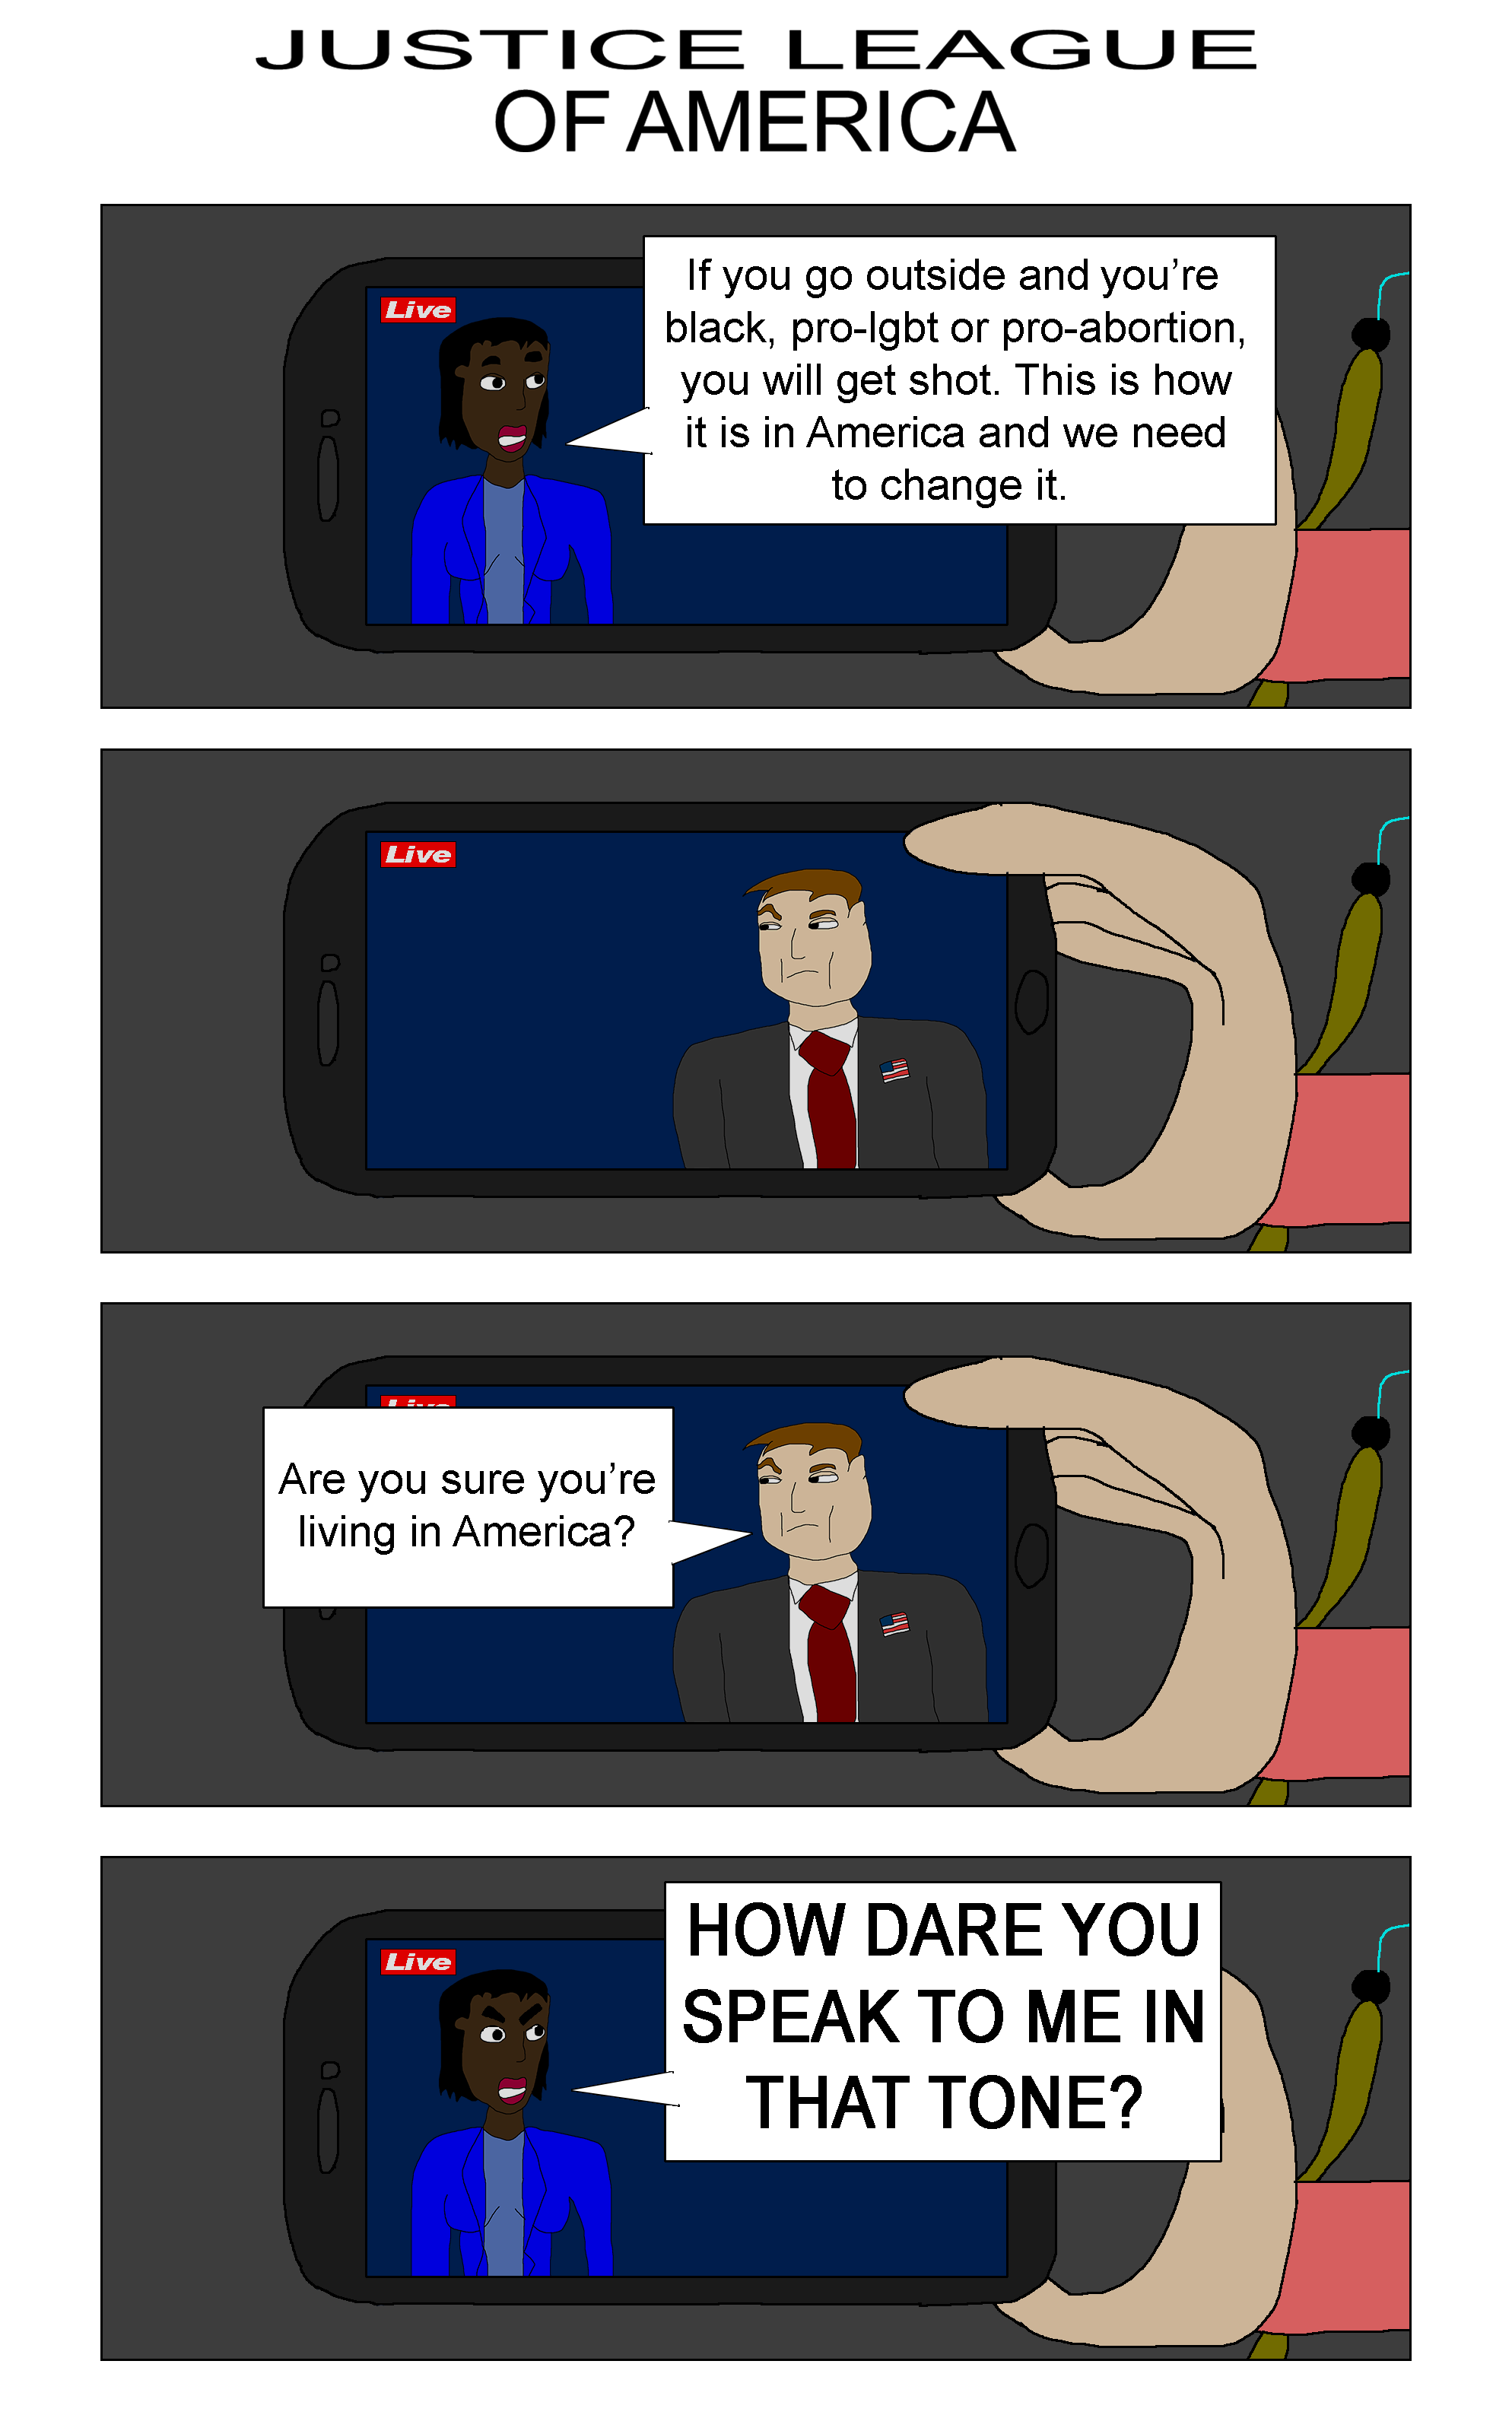 JUSTICE LEAGUE
OF AMERICA
Live
If you go outside and you're
black, pro-lgbt or pro-abortion,
you will get shot. This is how
it is in America and we need
to change it.
Live
Live
Are you sure you're
living in America?
Live
HOW DARE YOU
SPEAK TO ME IN
THAT TONE?